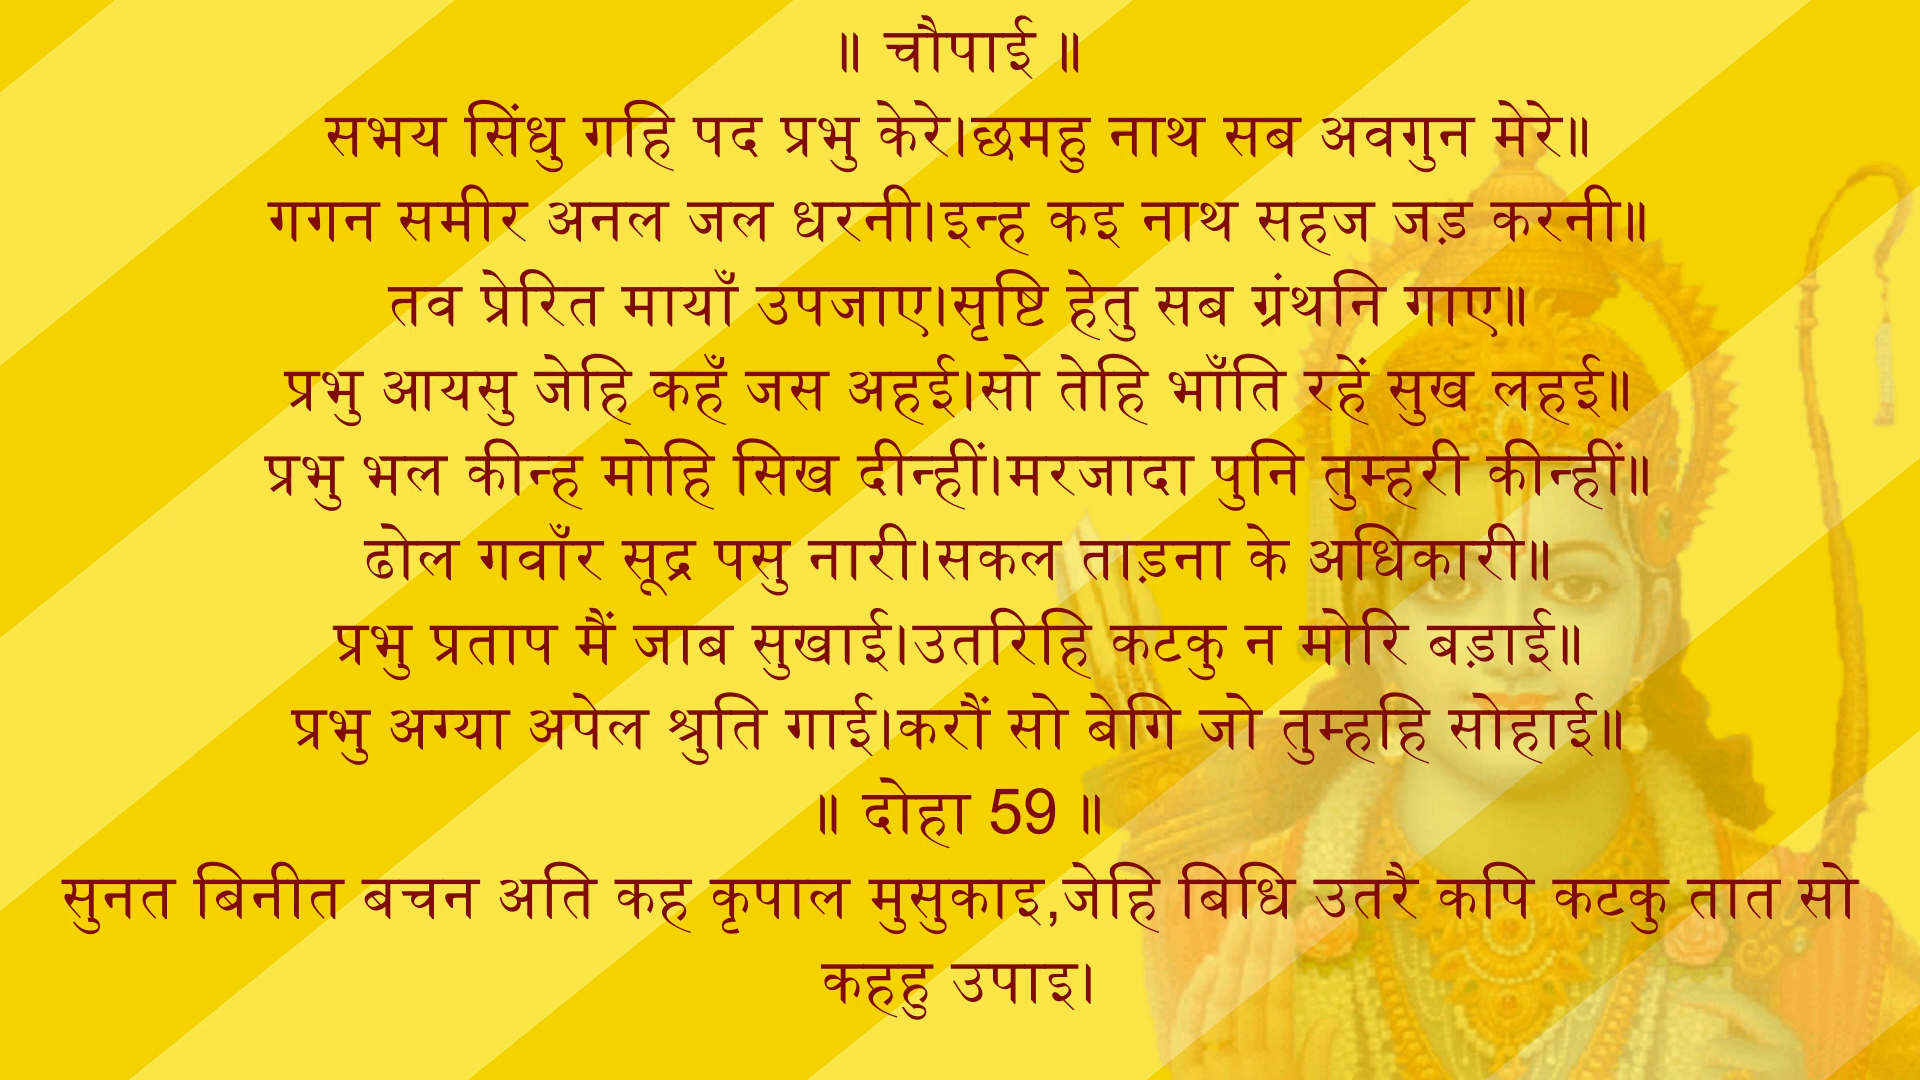 ॥ चौपाई ॥
सभय सिंधु गहि पद प्रभु केरे।छमहु नाथ सब अवगुन मेरे॥
गगन समीर अनल जल धरनी।इन्ह कइ नाथ सहज जड़ करनी॥
तव प्रेरित मायाँ उपजाए।सृष्टि हेतु सब ग्रंथनि गाए॥
प्रभु आयसु जेहि कहँ जस अहई।सो तेहि भाँति रहें सुख लहई॥
प्रभु भल कीन्ह मोहि सिख दीन्हीं।मरजादा पुनि तुम्हरी कीन्हीं॥
ढोल गवाँर सूद्र पसु नारी।सकल ताड़ना के अधिकारी॥
प्रभु प्रताप मैं जाब सुखाई।उतरिहि कटकु न मोरि बड़ाई॥
प्रभु अग्या अपेल श्रुति गाई।करौं सो बेगि जो तुम्हहि सोहाई॥
॥ दोहा 59 ॥
सुनत बिनीत बचन अति कह कृपाल मुसुकाइ,जेहि बिधि उतरै कपि कटकु तात सो
कहहु उपाइ।